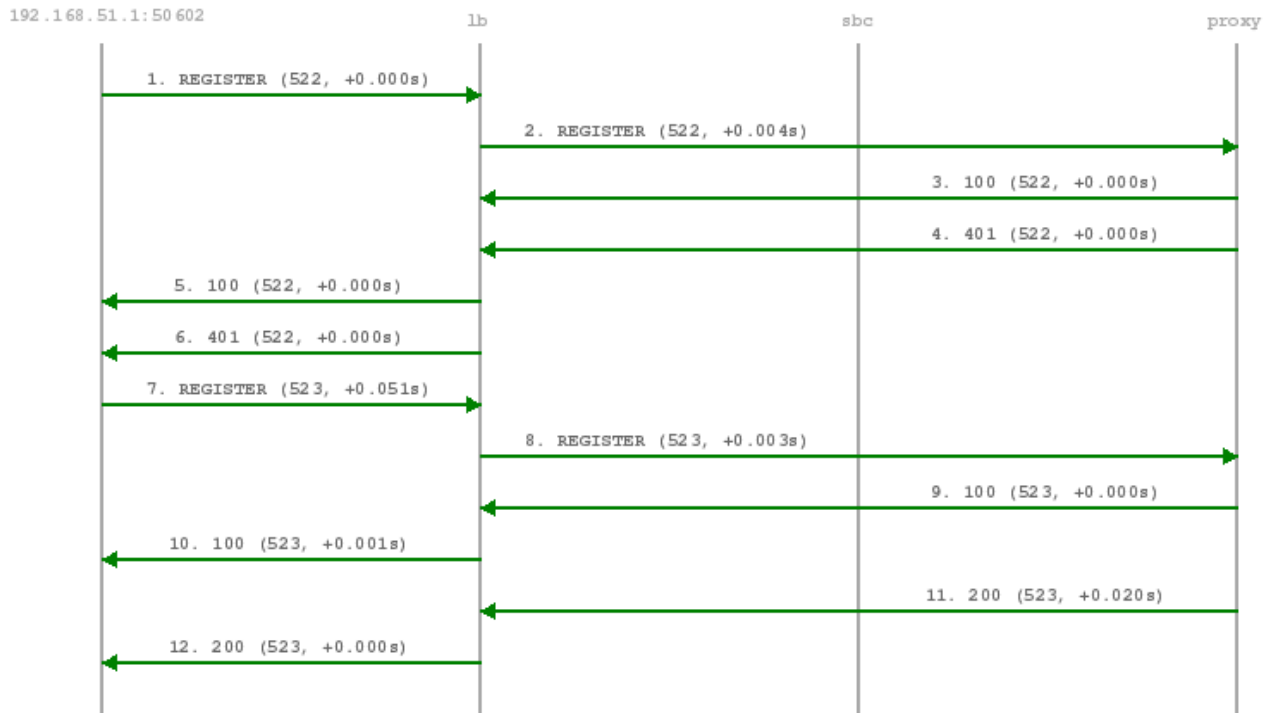 192.168.51.1:50602
lb
sbc
proxy
1. REGISTER (522, +0.000s)
2. REGISTER (522, +0.004s)
3. 100 (522, +0.000s)
4. 401 (522, +0.000s)
5. 100 (522, +0.000s)
6. 401 (522, +0.000s)
7. REGISTER (523, +0.051s)
8. REGISTER (523, +0.003s)
9. 100 (523, +0.000s)
10. 100 (523, +0.001s)
11. 200 (523, +0.020s)
12. 200 (523, +0.000s)